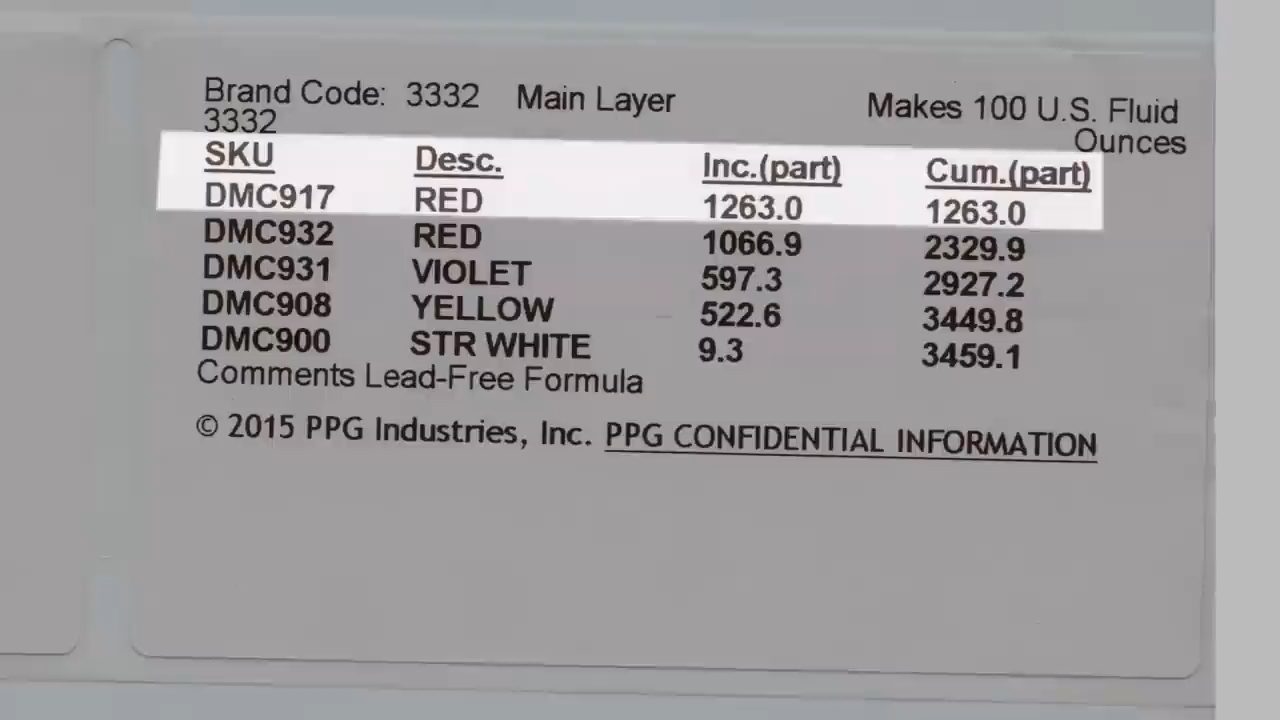 Brand Code: 3332 Main Layer Makes 100 U.S. Fluid
3332 Ounces
SKU Desc. Inc.(part) Cum.(part)
DMC917 RED 1263.0 1263.0
DMC932 RED 1066.9 2329.9
DMC931 VIOLET 597.3 2927.2
DMC908 YELLOW 522.6 3449.8
DMC900 STR WHITE 9.3 3459.1
Comments Lead-Free Formula
© 2015 PPG Industries, Inc. PPG CONFIDENTIAL INFORMATION